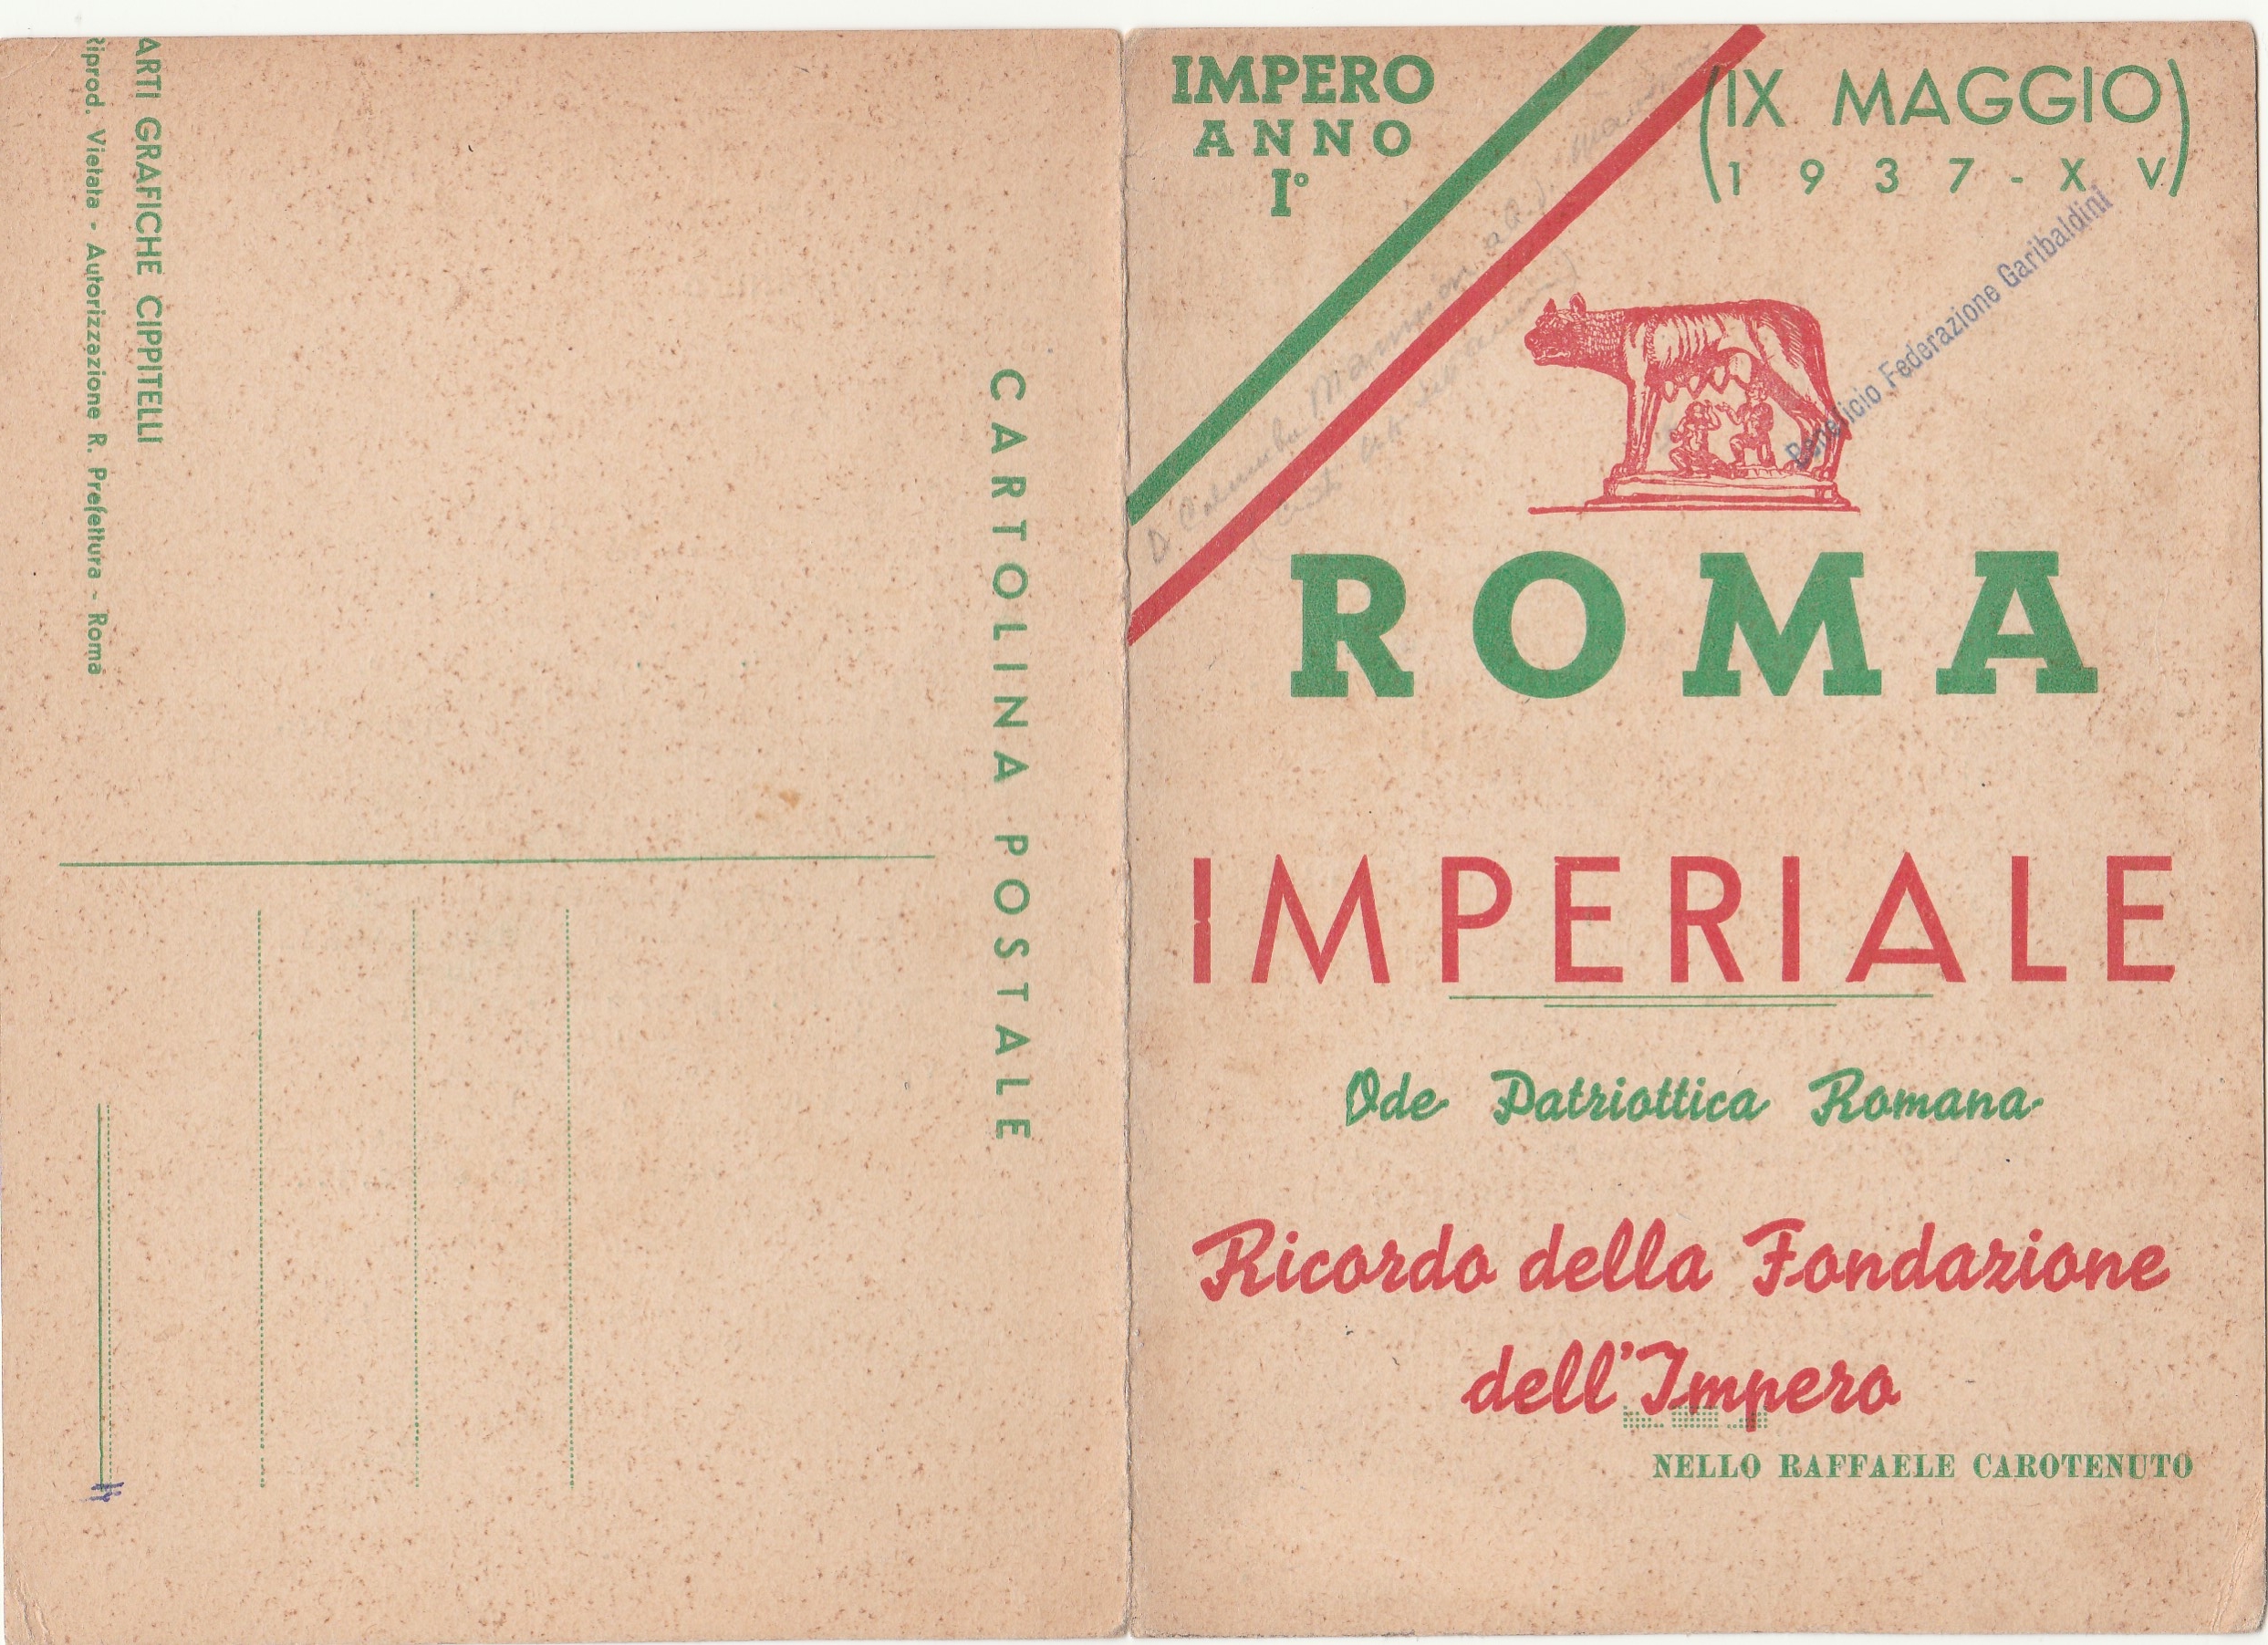 ARTI GRAFICHE CIPPITELLI
Riprod. Vietata - Autorizzazione R. Prefettura - Roma
CARTOLINA POSTALE
IMPERO
ANNO
I°
(IX MAGGIO)
1937-XV
Beneficio Federazione Garibaldini
ROMA
IMPERIALE
Ode Patriottica Romana
Ricordo della Fondazione
dell'Impero
NELLO RAFFAELE CAROTENUTO